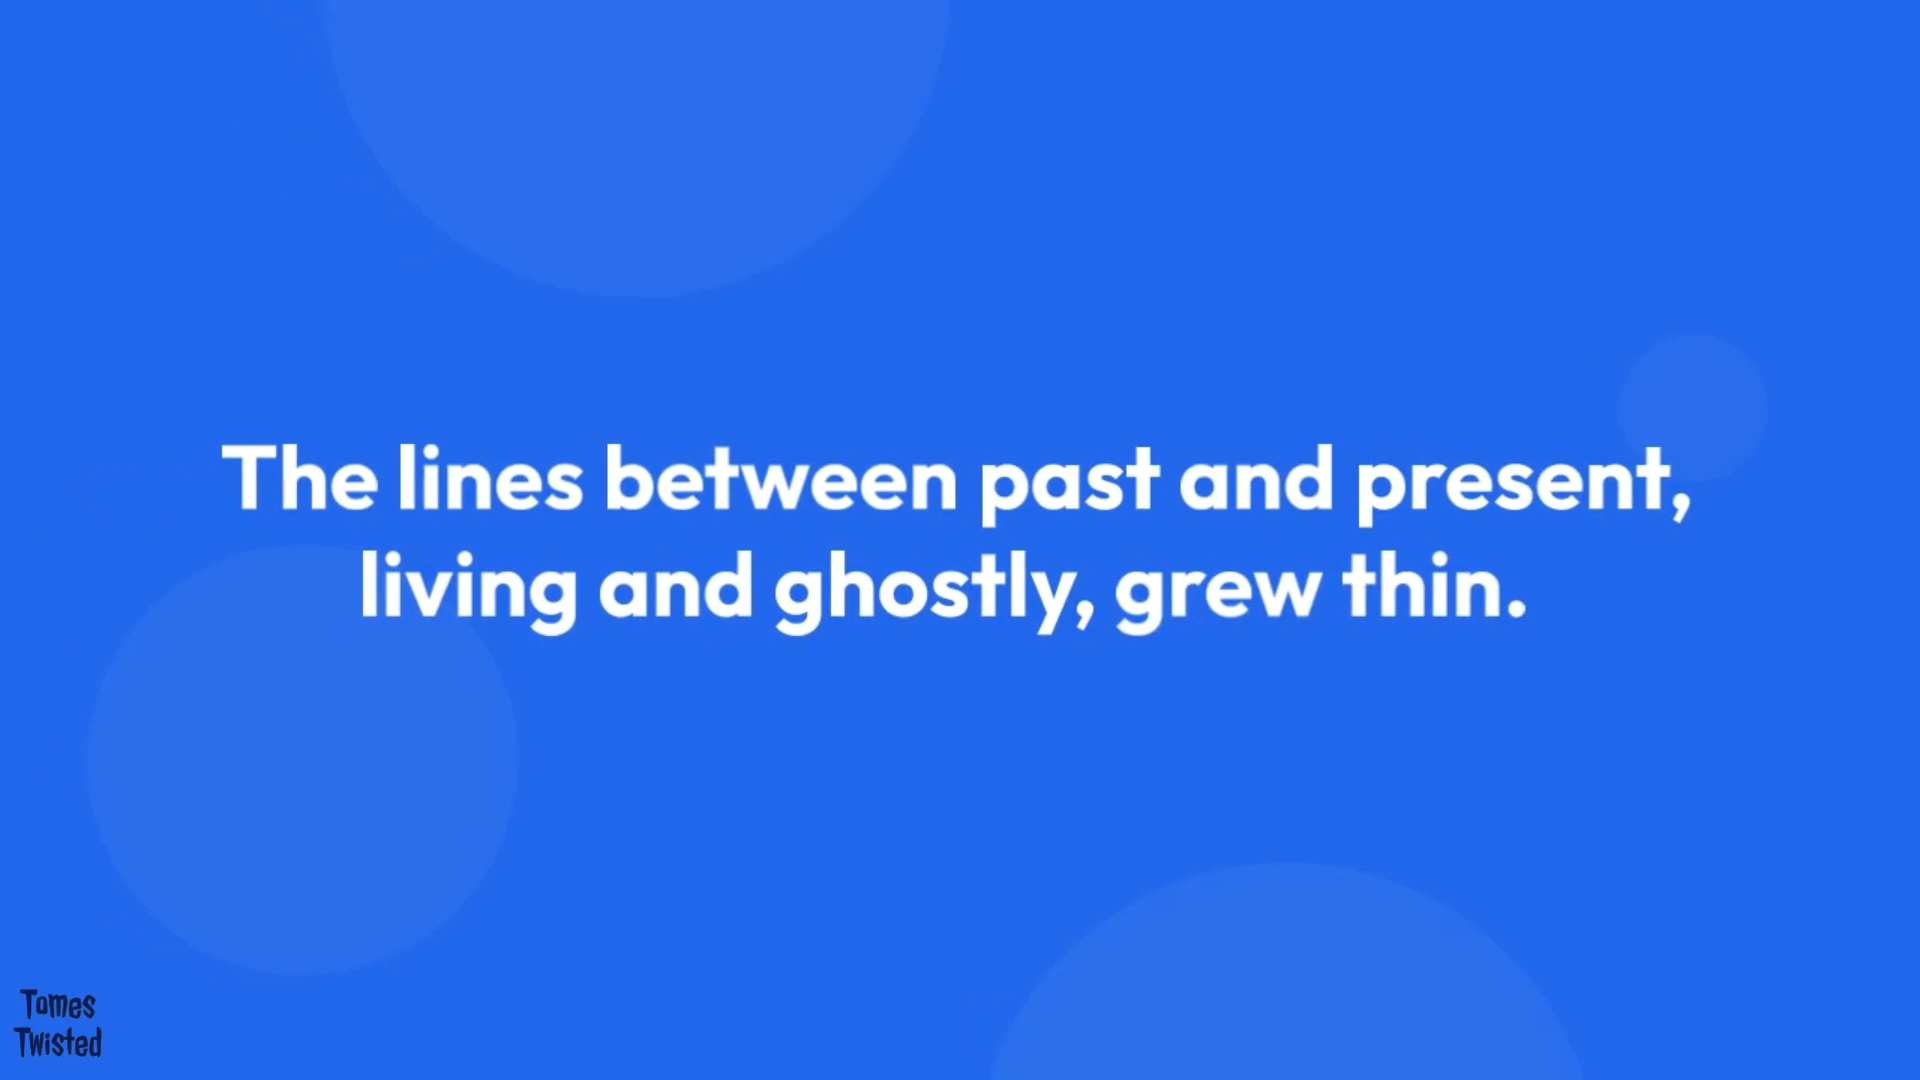 The lines between past and present,
living and ghostly, grew thin.
Tomes
Twisted